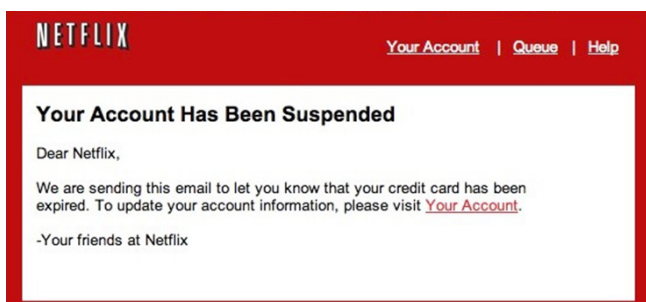 NETFLIX
Your Account | Queue | Help
Your Account Has Been Suspended
Dear Netflix,
We are sending this email to let you know that your credit card has been
expired. To update your account information, please visit Your Account.
-Your friends at Netflix